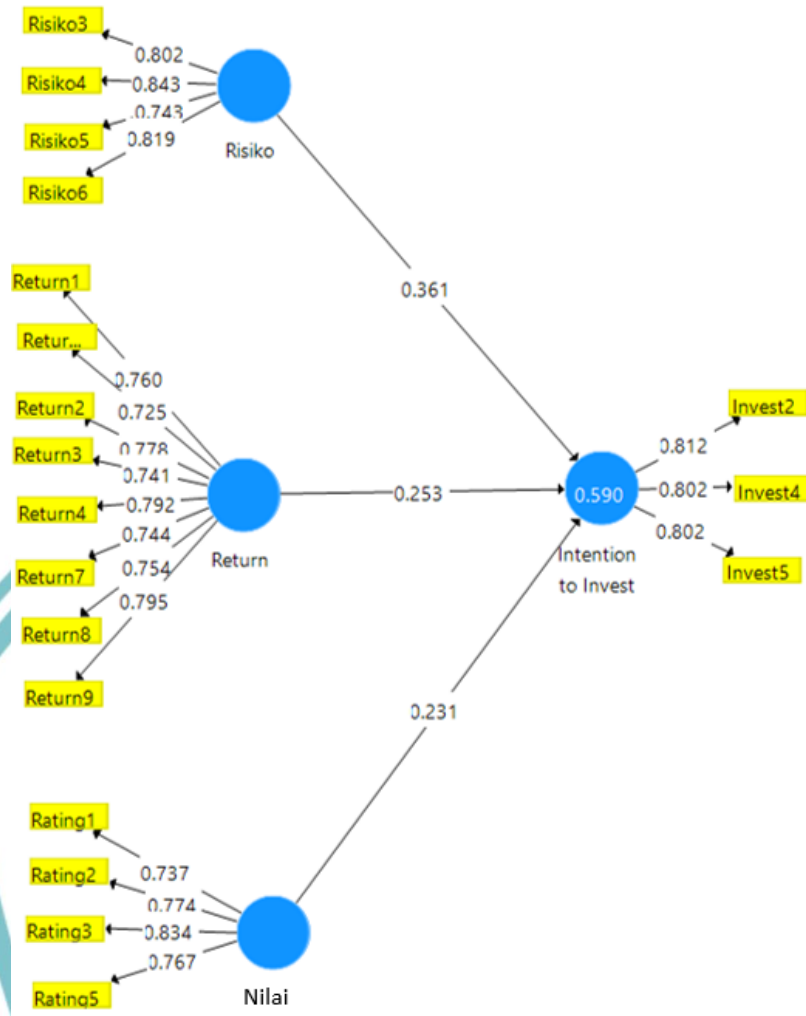 Risiko3
0.802
Risiko4
0.843
Risiko5
0.743
0.819
Risiko6
Risiko
0.361
Return1
Retur...
0.760
Return2
0.725
0.778
Return3
0.741
Return4
0.792
0.744
Return7
0.754
0.795
Return8
Return9
Return
0.253
0.590
Intention
to Invest
Invest2
0.812
0.802
Invest4
0.802
Invest5
0.231
Rating1
0.737
Rating2
0.774
Rating3
0.834
0.767
Rating5
Nilai